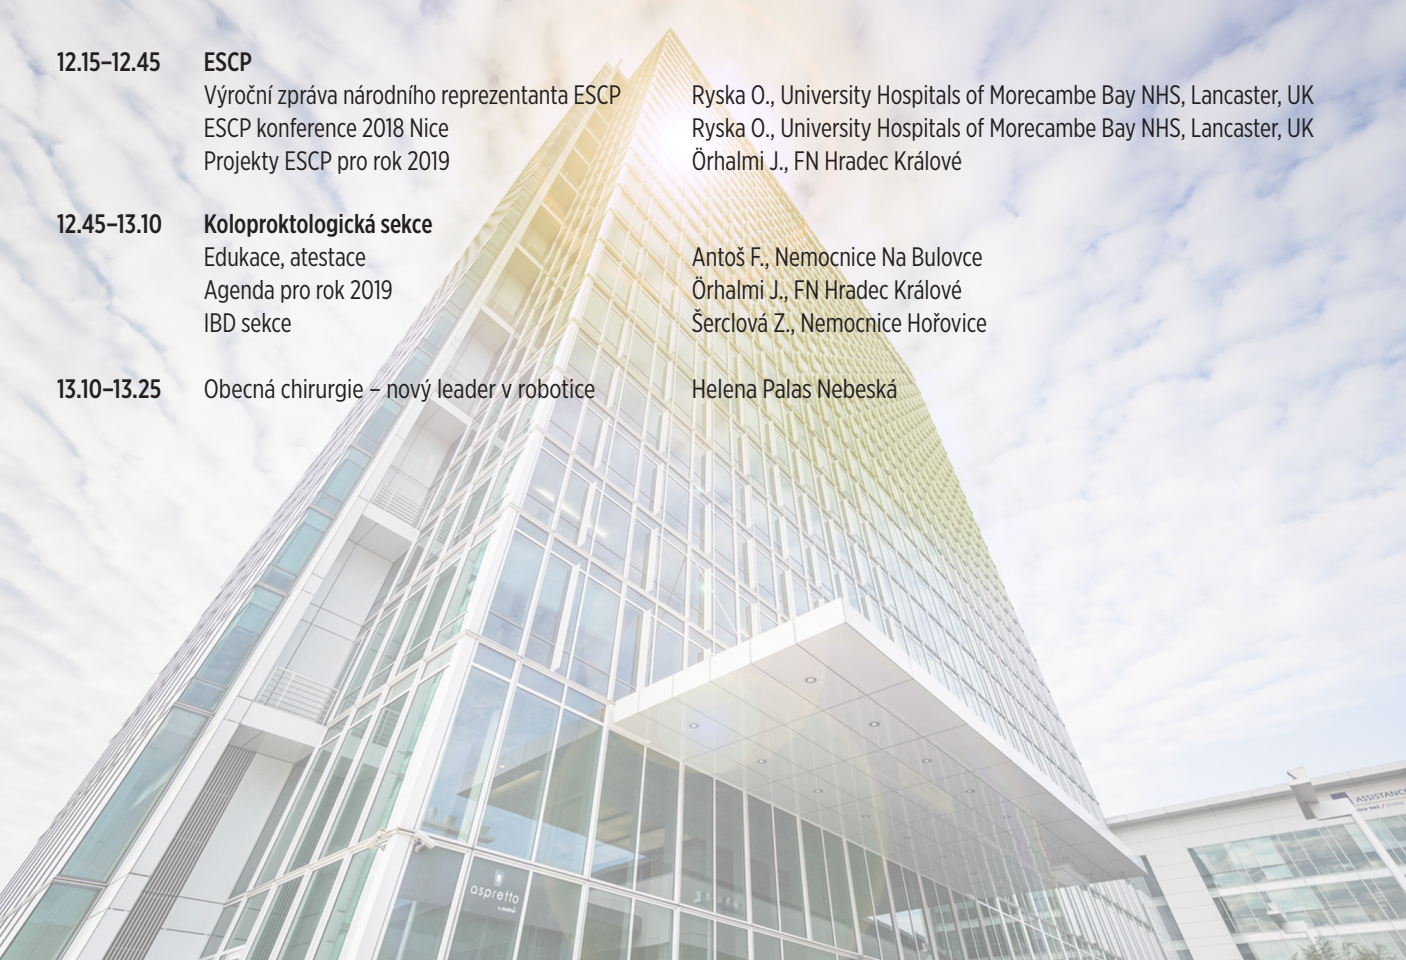 12.15–12.45 ESCP
Výroční zpráva národního reprezentanta ESCP Ryska O., University Hospitals of Morecambe Bay NHS, Lancaster, UK
ESCP konference 2018 Nice Ryska O., University Hospitals of Morecambe Bay NHS, Lancaster, UK
Projekty ESCP pro rok 2019 Örhalmi J., FN Hradec Králové
12.45–13.10 Koloproktologická sekce
Edukace, atestace Antoš F., Nemocnice Na Bulovce
Agenda pro rok 2019 Örhalmi J., FN Hradec Králové
IBD sekce Šerclová Z., Nemocnice Hořovice
13.10–13.25 Obecná chirurgie – nový leader v robotice Helena Palas Nebeská
ASSISTANCE
aspretto